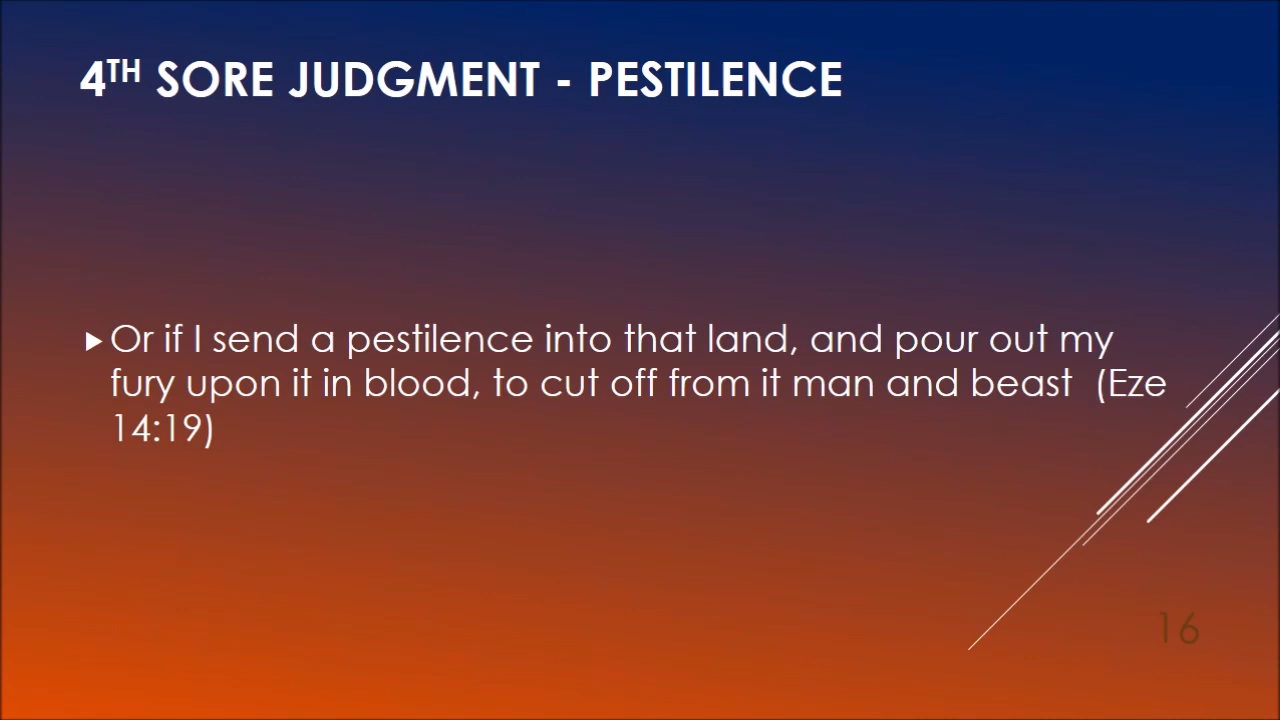 4TH SORE JUDGMENT - PESTILENCE
Or if I send a pestilence into that land, and pour out my
fury upon it in blood, to cut off from it man and beast  (Eze
14:19)
16